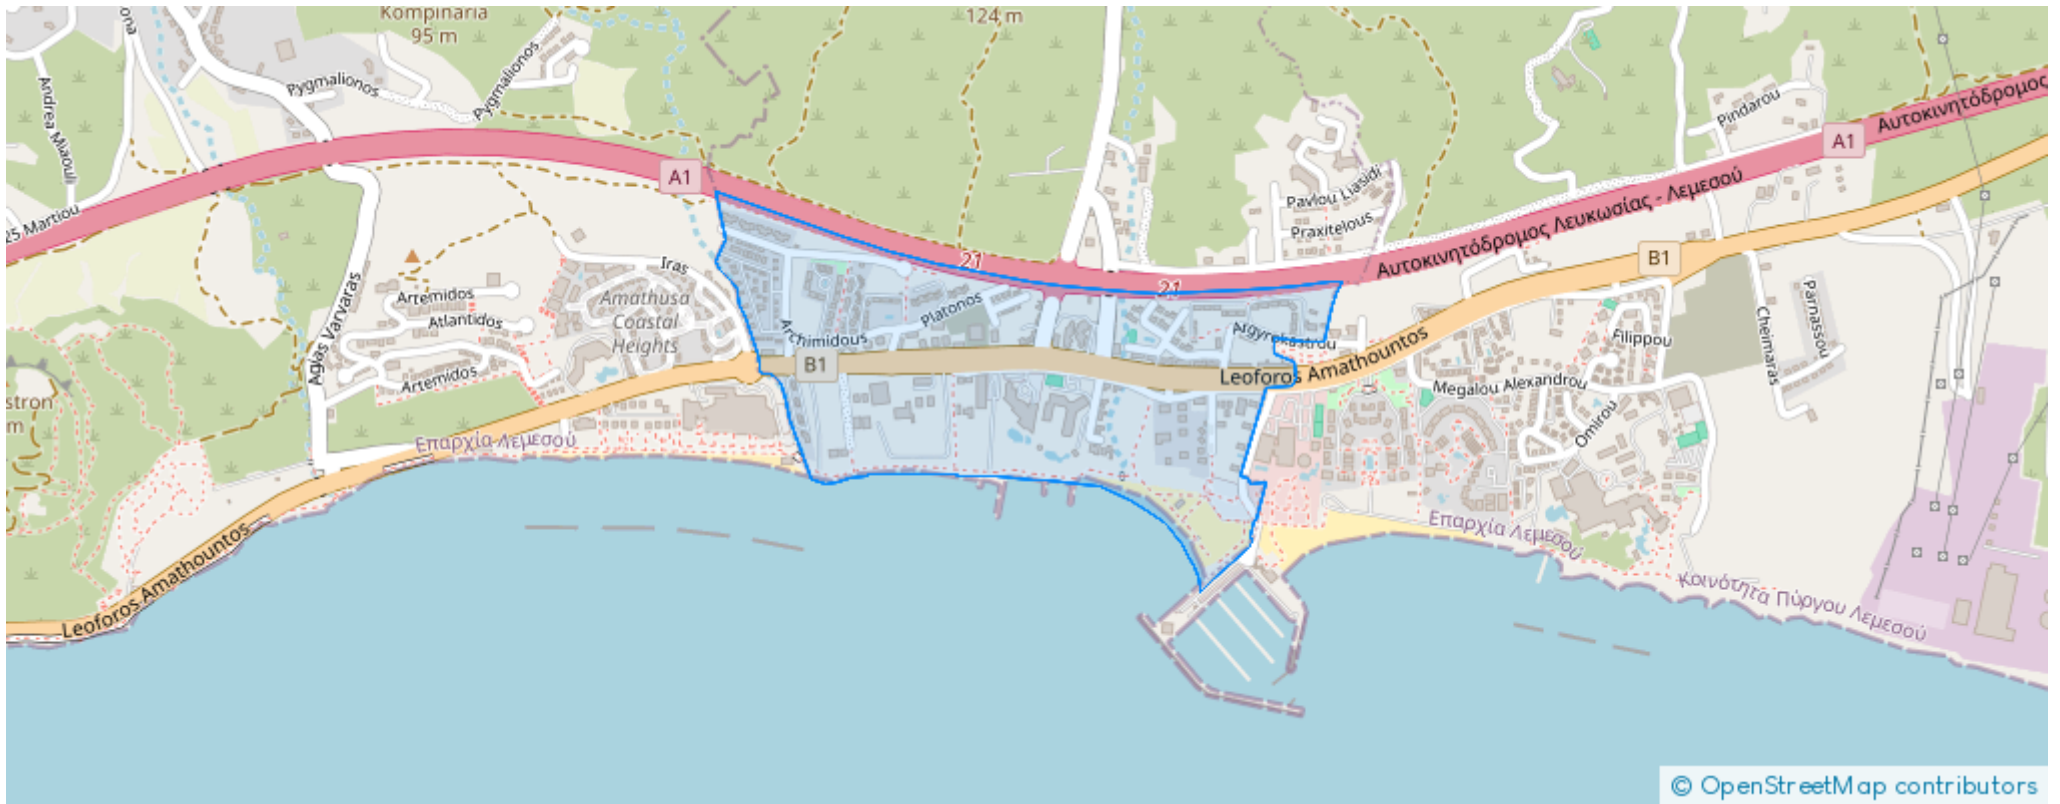 Kompinaria
95 m
124 m
Pygmalionos
Pygmalionos
Andrea Miaouli
25 Martiou
A1
A1
Pindarou
Αυτοκινητόδρομος
Pavlou Liasidi
Praxitelous
Αυτοκινητόδρομος Λευκωσίας - Λεμεσού
B1
21
21
Iras
Amathusa
Coastal
Heights
Artemidos
Atlantidos
Artemidos
Agias Varvaras
Platonos
Archimidous
Argyrokastrou
B1
Leoforos Amathountos
Filippou
Megalou Alexandrou
Omirou
Cheimaras
Parnassou
stron
m
Επαρχία Λεμεσού
Επαρχία Λεμεσού
Κοινότητα Πύργου Λεμεσού
Leoforos Amathountos
© OpenStreetMap contributors